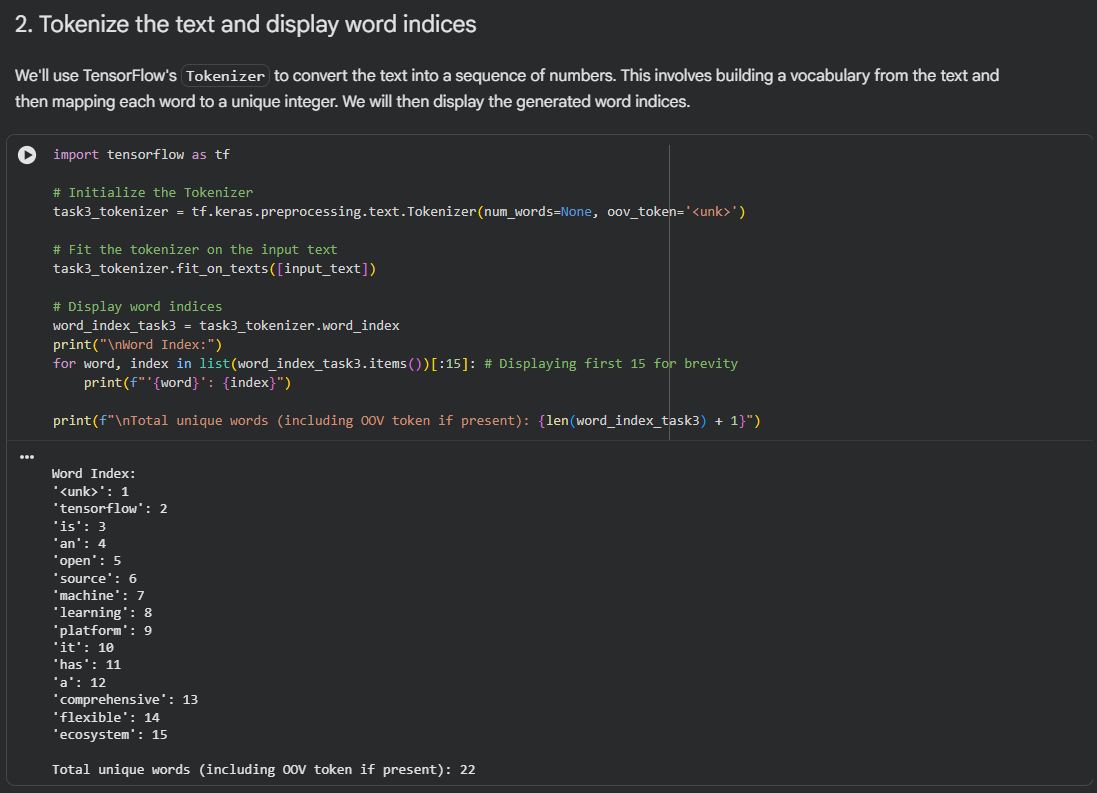 2. Tokenize the text and display word indices
We'll use TensorFlow's Tokenizer to convert the text into a sequence of numbers. This involves building a vocabulary from the text and
then mapping each word to a unique integer. We will then display the generated word indices.
import tensorflow as tf
# Initialize the Tokenizer
task3_tokenizer = tf.keras.preprocessing.text.Tokenizer(num_words=None, oov_token='<unk>')
# Fit the tokenizer on the input text
task3_tokenizer.fit_on_texts([input_text])
# Display word indices
word_index_task3 = task3_tokenizer.word_index
print("\nWord Index:")
for word, index in list(word_index_task3.items())[:15]: # Displaying first 15 for brevity
    print(f"'{word}': {index}")
print(f"\nTotal unique words (including OOV token if present): {len(word_index_task3) + 1}")
Word Index:
'<unk>': 1
'tensorflow': 2
'is': 3
'an': 4
'open': 5
'source': 6
'machine': 7
'learning': 8
'platform': 9
'it': 10
'has': 11
'a': 12
'comprehensive': 13
'flexible': 14
'ecosystem': 15
Total unique words (including OOV token if present): 22